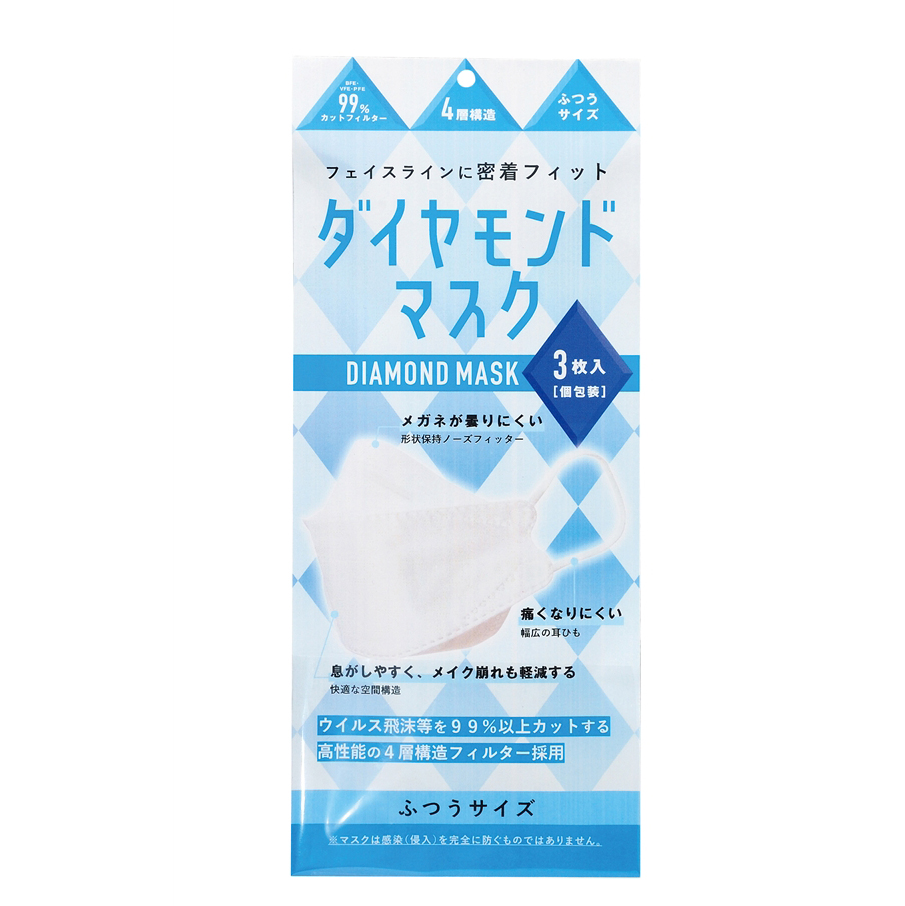 BFE・
VFE・PFE
99%
カットフィルター
4層構造
ふつう
サイズ
フェイスラインに密着フィット
ダイヤモンド
マスク
DIAMOND MASK
3枚入
[個包装]
メガネが曇りにくい
形状保持ノーズフィッター
痛くなりにくい
幅広の耳ひも
息がしやすく、メイク崩れも軽減する
快適な空間構造
ウイルス飛沫等を99%以上カットする
高性能の4層構造フィルター採用
ふつうサイズ
※マスクは感染(侵入)を完全に防ぐものではありません。